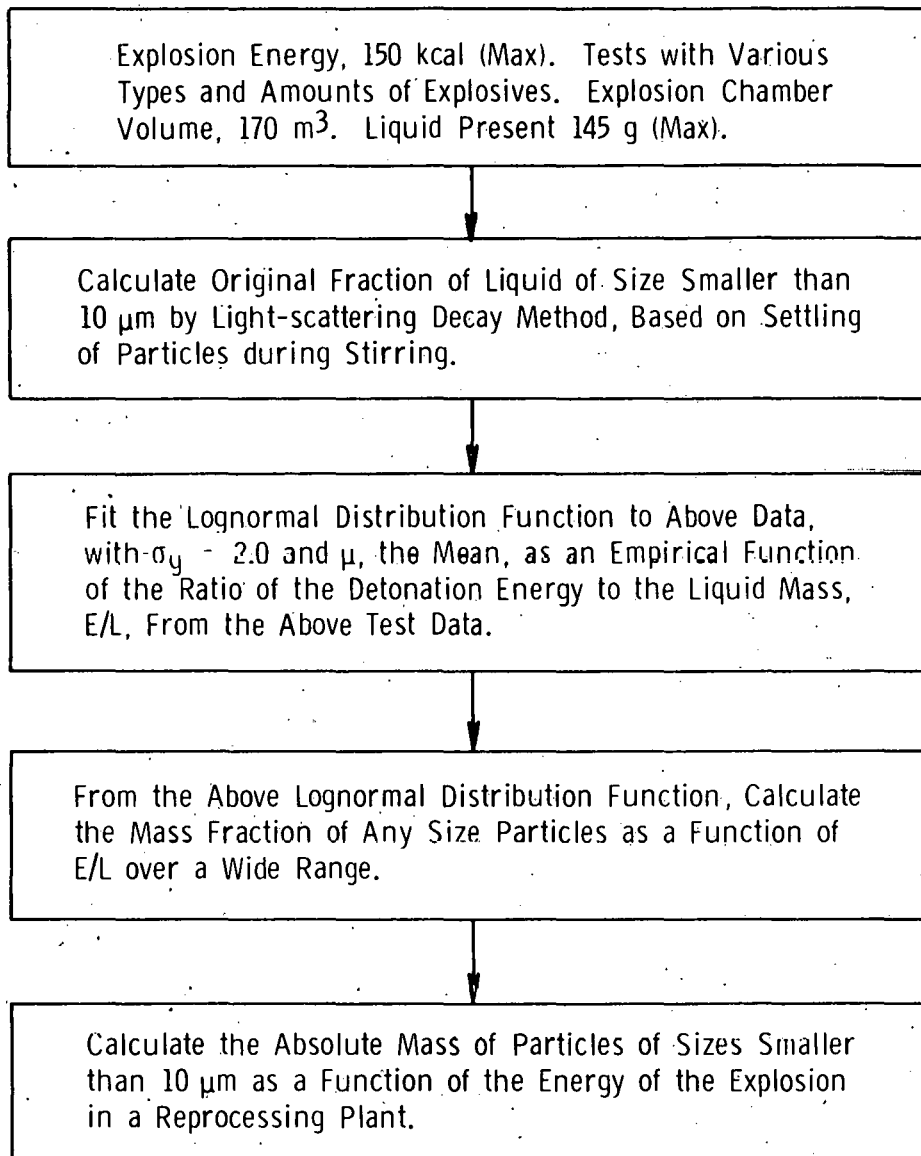 Explosion Energy, 150 kcal (Max). Tests with Various
Types and Amounts of Explosives. Explosion Chamber
Volume, 170 m³. Liquid Present 145 g (Max).
Calculate Original Fraction of Liquid of Size Smaller than
10 μm by Light-scattering Decay Method, Based on Settling
of Particles during Stirring.
Fit the Lognormal Distribution Function to Above Data,
with σy - 2.0 and μ, the Mean, as an Empirical Function
of the Ratio of the Detonation Energy to the Liquid Mass,
E/L, From the Above Test Data.
From the Above Lognormal Distribution Function, Calculate
the Mass Fraction of Any Size Particles as a Function of
E/L over a Wide Range.
Calculate the Absolute Mass of Particles of Sizes Smaller
than 10 μm as a Function of the Energy of the Explosion
in a Reprocessing Plant.